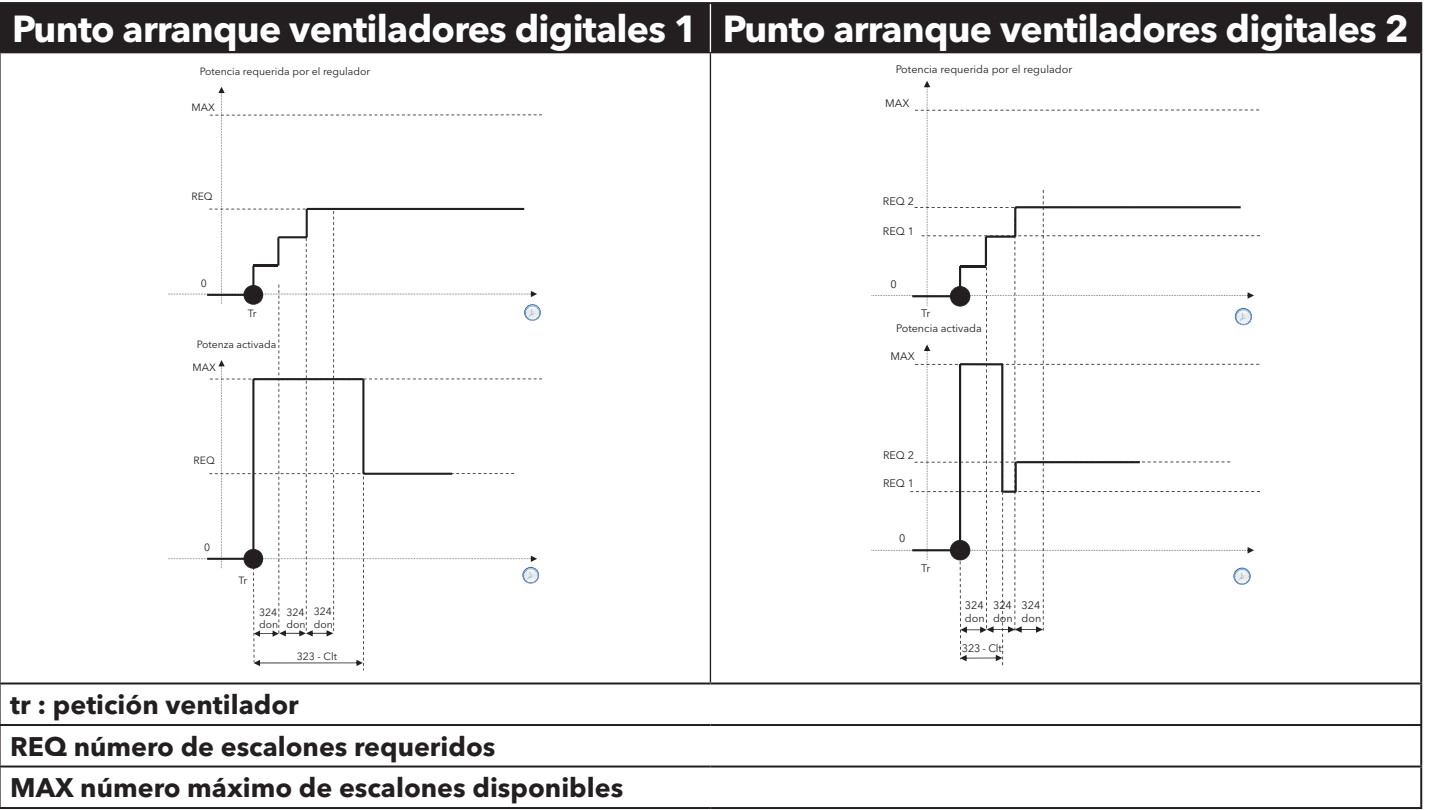 Punto arranque ventiladores digitales 1
Potencia requerida por el regulador
MAX
REQ
0
Tr
Potenza activada
MAX
REQ
0
Tr
324 324 324
don don don
323 - Clt
Punto arranque ventiladores digitales 2
Potencia requerida por el regulador
MAX
REQ 2
REQ 1
0
Tr
Potencia activada
MAX
REQ 2
REQ 1
0
Tr
324 324 324
don don don
323 - Clt
tr : petición ventilador
REQ número de escalones requeridos
MAX número máximo de escalones disponibles